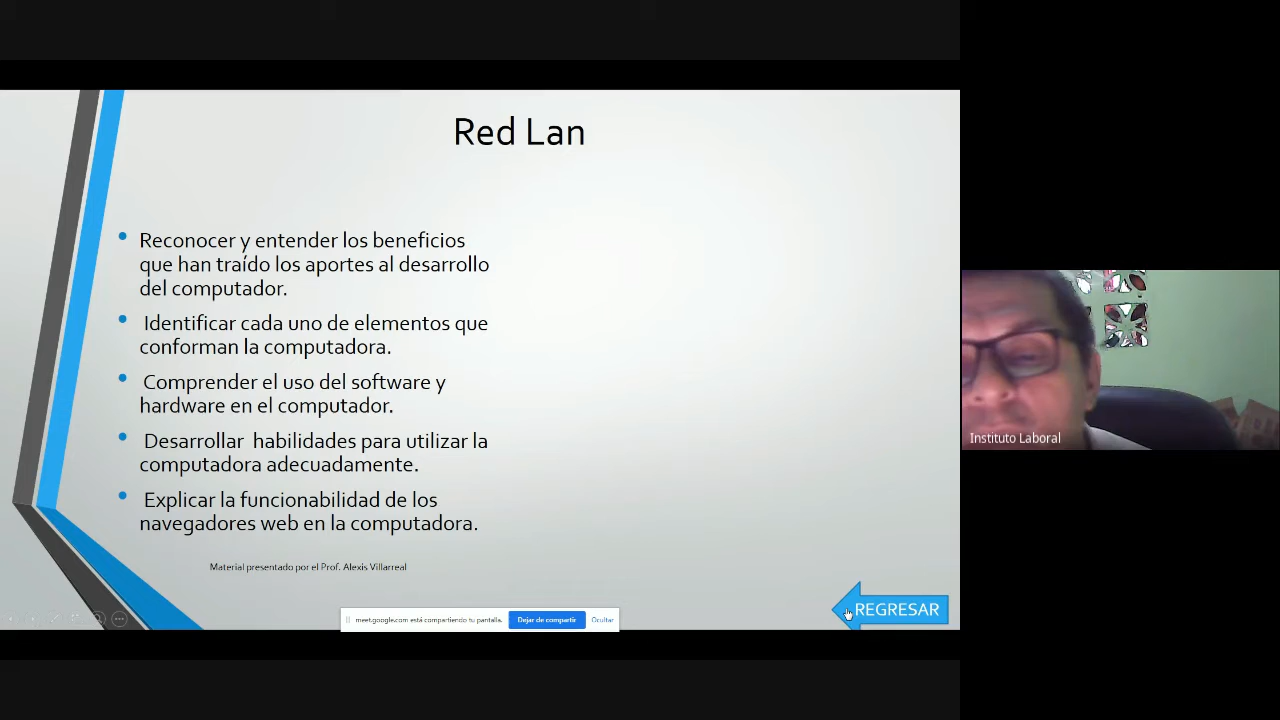 Red Lan
Reconocer y entender los beneficios
que han traído los aportes al desarrollo
del computador.
Identificar cada uno de elementos que
conforman la computadora.
Comprender el uso del software y
hardware en el computador.
Desarrollar habilidades para utilizar la
computadora adecuadamente.
Explicar la funcionabilidad de los
navegadores web en la computadora.
Material presentado por el Prof. Alexis Villarreal
REGRESAR
meet.google.com está compartiendo tu pantalla.
Dejar de compartir
Ocultar
Instituto Laboral